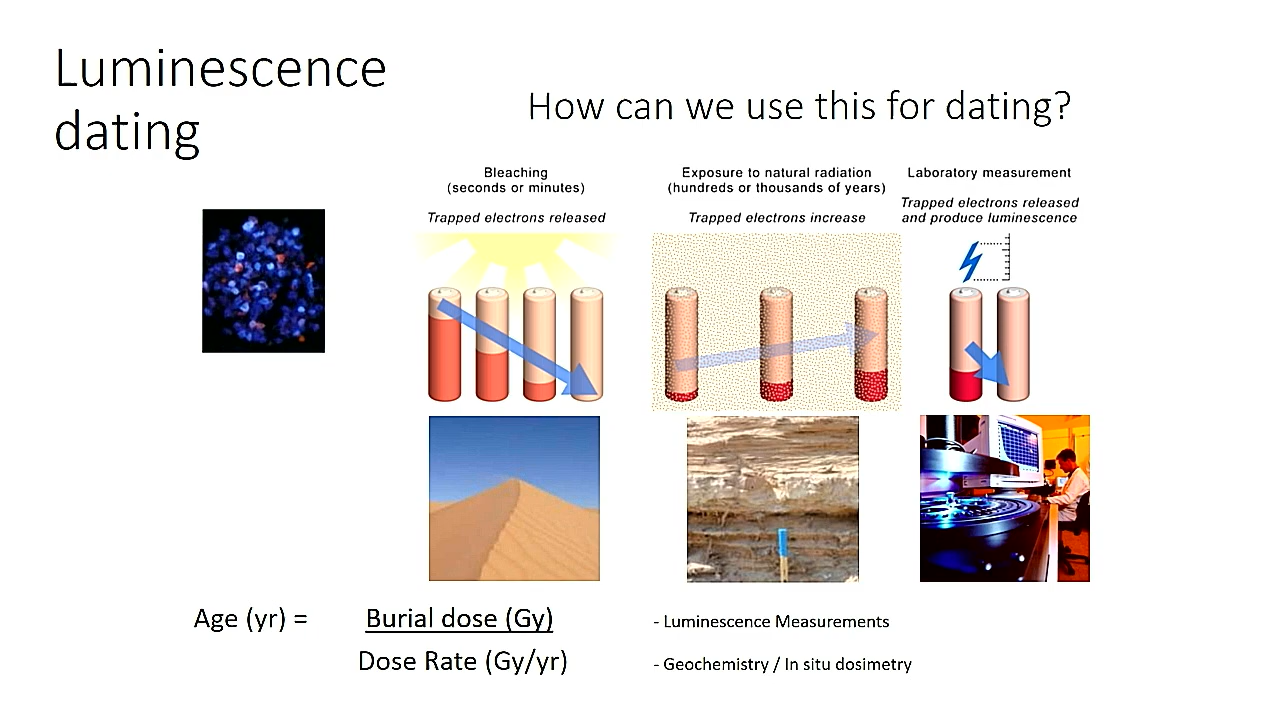 Luminescence
dating
How can we use this for dating?
Bleaching
(seconds or minutes)
Trapped electrons released
Exposure to natural radiation
(hundreds or thousands of years)
Trapped electrons increase
Laboratory measurement
Trapped electrons released
and produce luminescence
Age (yr) =
Burial dose (Gy)
Dose Rate (Gy/yr)
- Luminescence Measurements
- Geochemistry / In situ dosimetry